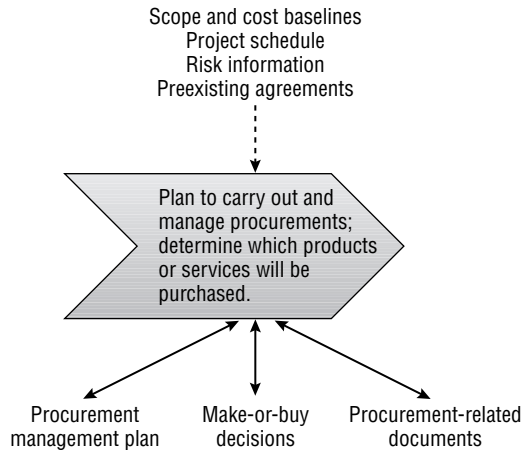 Scope and cost baselines
Project schedule
Risk information
Preexisting agreements
Plan to carry out and
manage procurements;
determine which products
or services will be
purchased.
Procurement
management plan
Make-or-buy
decisions
Procurement-related
documents